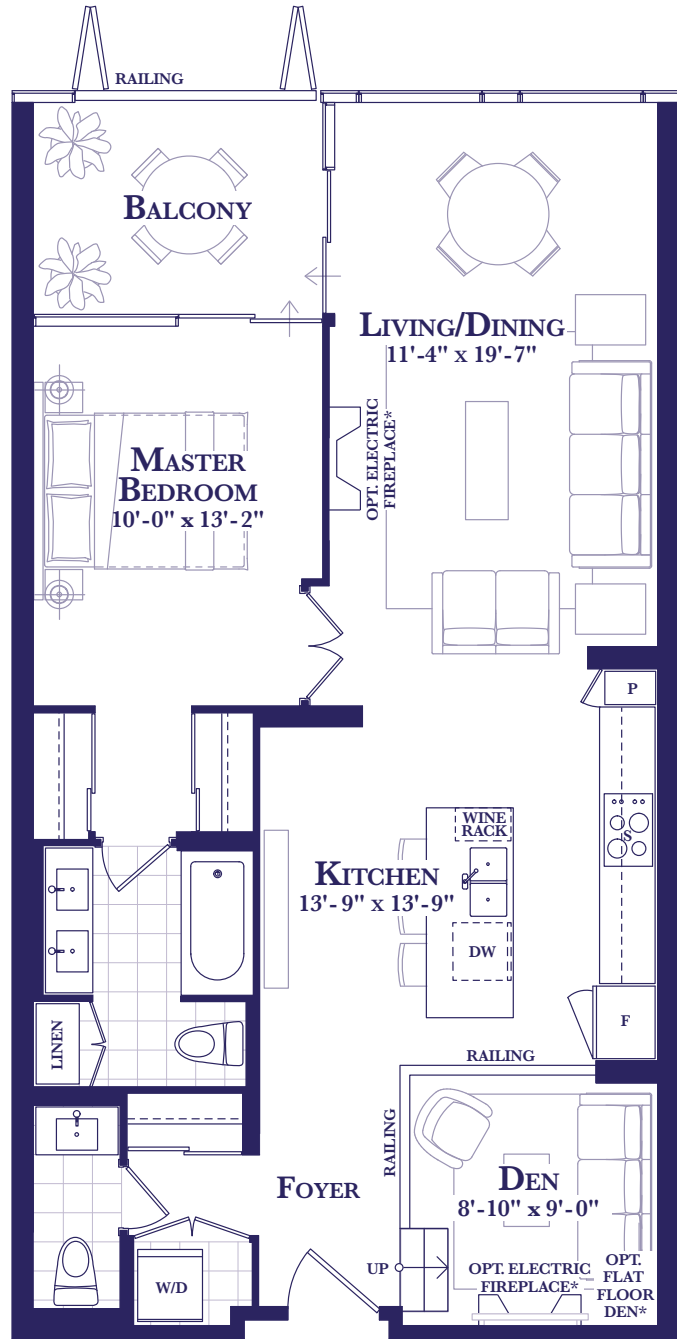 RAILING
BALCONY
LIVING/DINING
11'-4" X 19'-7"
OPT. ELECTRIC
FIREPLACE*
MASTER
BEDROOM
10'-0" X 13'-2"
P
WINE
RACK
S
KITCHEN
13'-9" X 13'-9"
DW
LINEN
F
RAILING
RAILING
FOYER
DEN
8'-10" X 9'-0"
UP
OPT. ELECTRIC
FIREPLACE*
OPT.
FLAT
FLOOR
DEN*
W/D